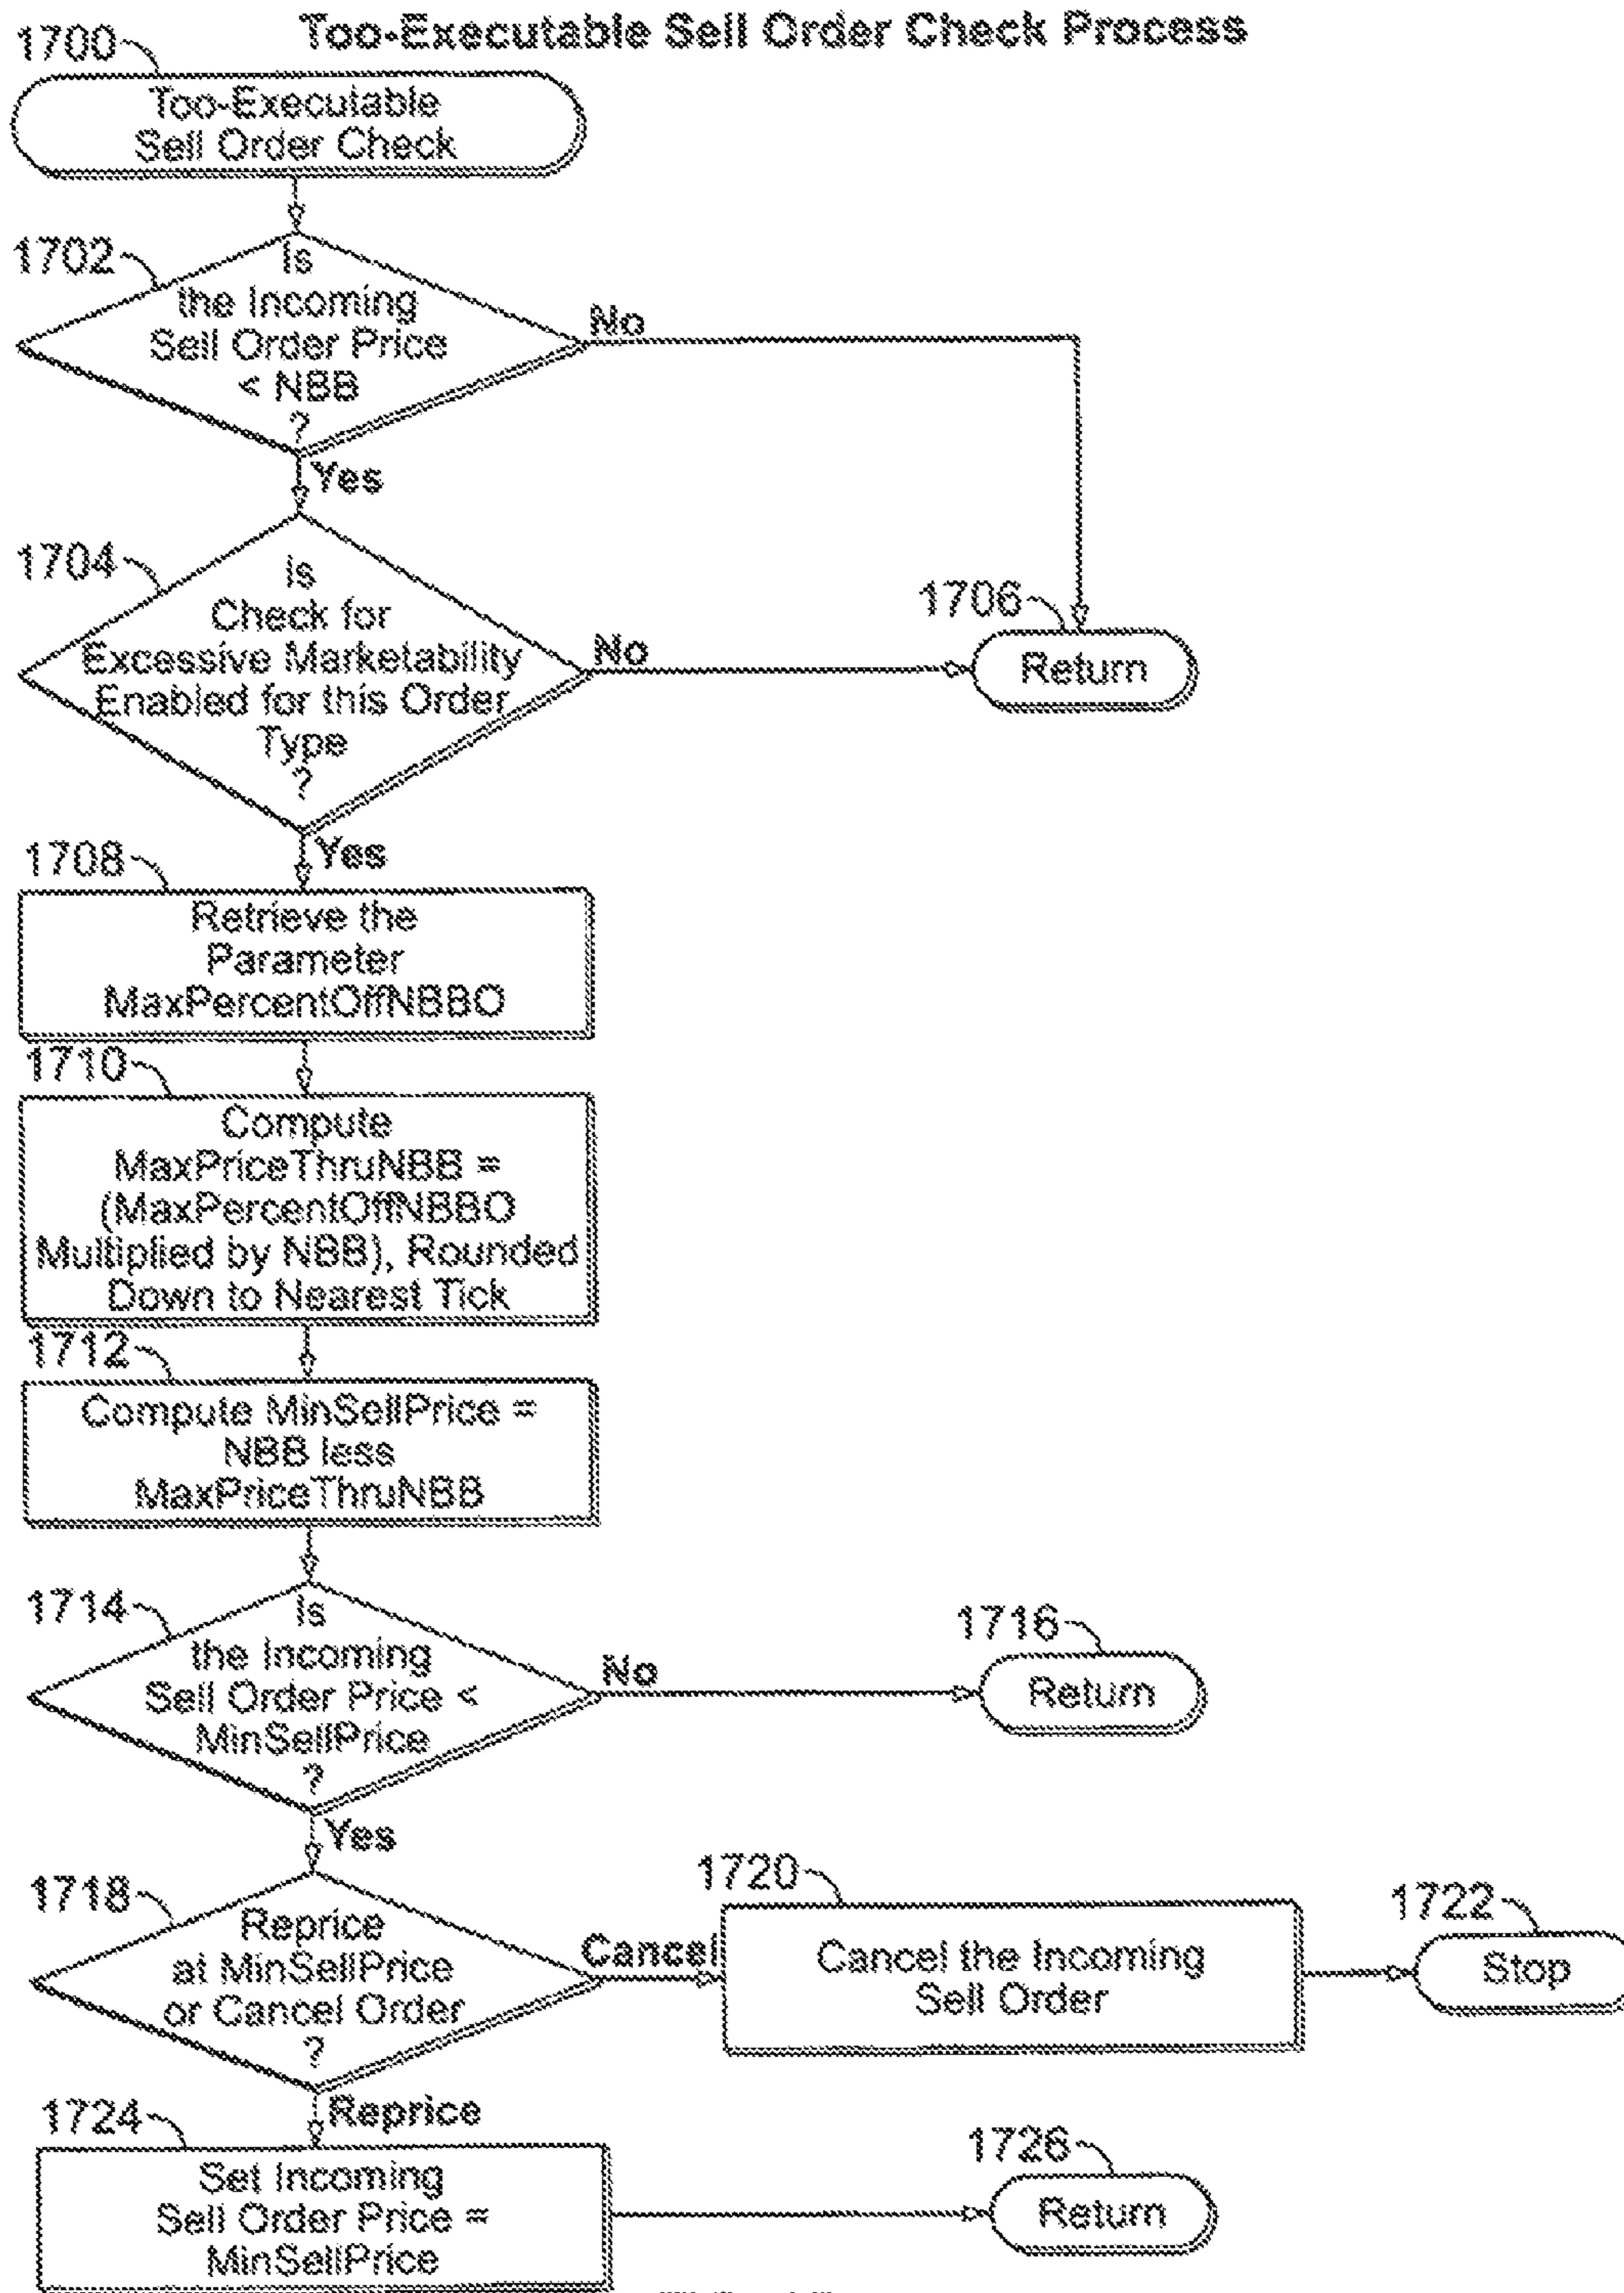 Too-Executable Sell Order Check Process
1700
Too-Executable
Sell Order Check
1702
Is
the Incoming
Sell Order Price
< NBB
?
No
Yes
1704
Is
Check for
Excessive Marketability
Enabled for this Order
Type
?
No
1706
Return
Yes
1708
Retrieve the
Parameter
MaxPercentOffNBBO
1710
Compute
MaxPriceThruNBB =
(MaxPercentOffNBBO
Multiplied by NBB), Rounded
Down to Nearest Tick
1712
Compute MinSellPrice =
NBB less
MaxPriceThruNBB
1714
Is
the Incoming
Sell Order Price <
MinSellPrice
?
No
1716
Return
Yes
1718
Reprice
at MinSellPrice
or Cancel Order
?
Cancel
1720
Cancel the Incoming
Sell Order
1722
Stop
Reprice
1724
Set Incoming
Sell Order Price =
MinSellPrice
1726
Return